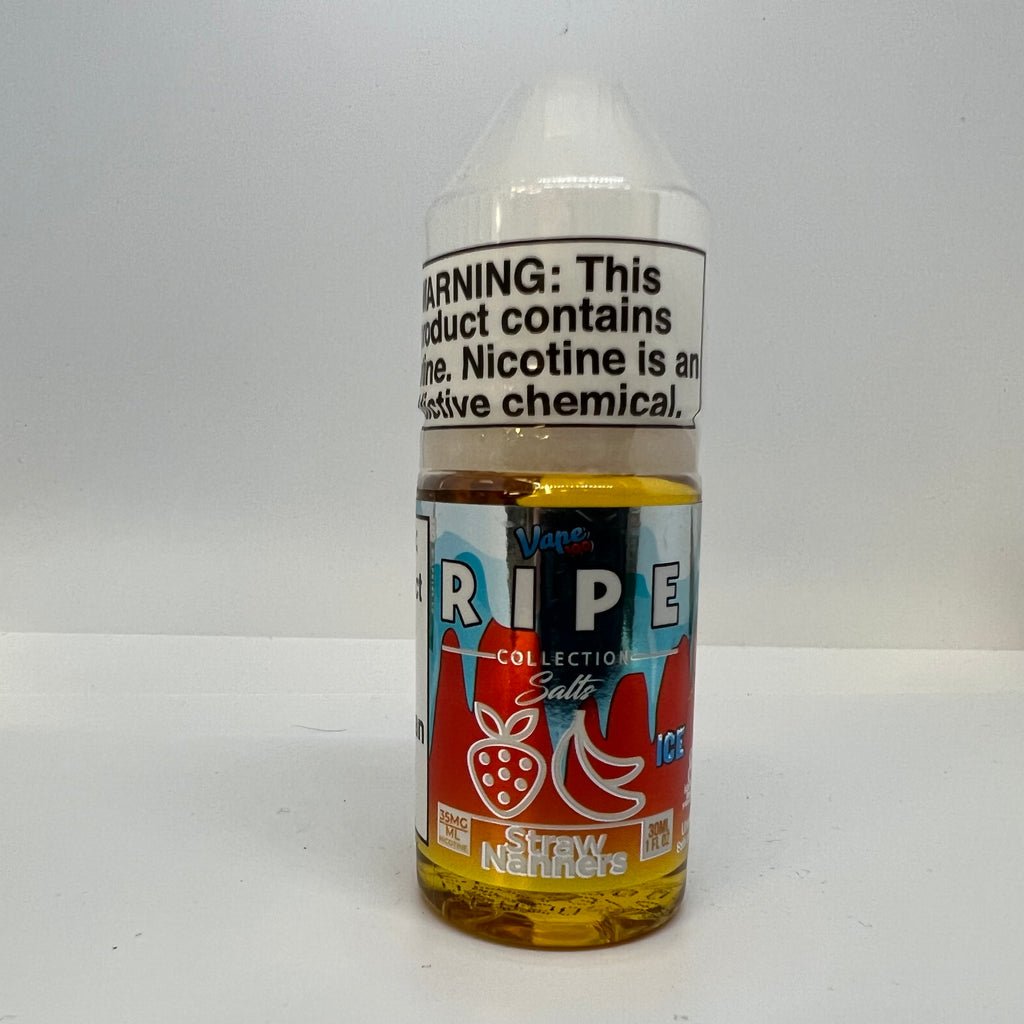 WARNING: This
product contains
Nicotine is an
addictive chemical.
Vape 100
RIPE
COLLECTION
Salts
ICE
35MG
ML
NICOTINE
Straw
Nanners
30ML
1 FL OZ